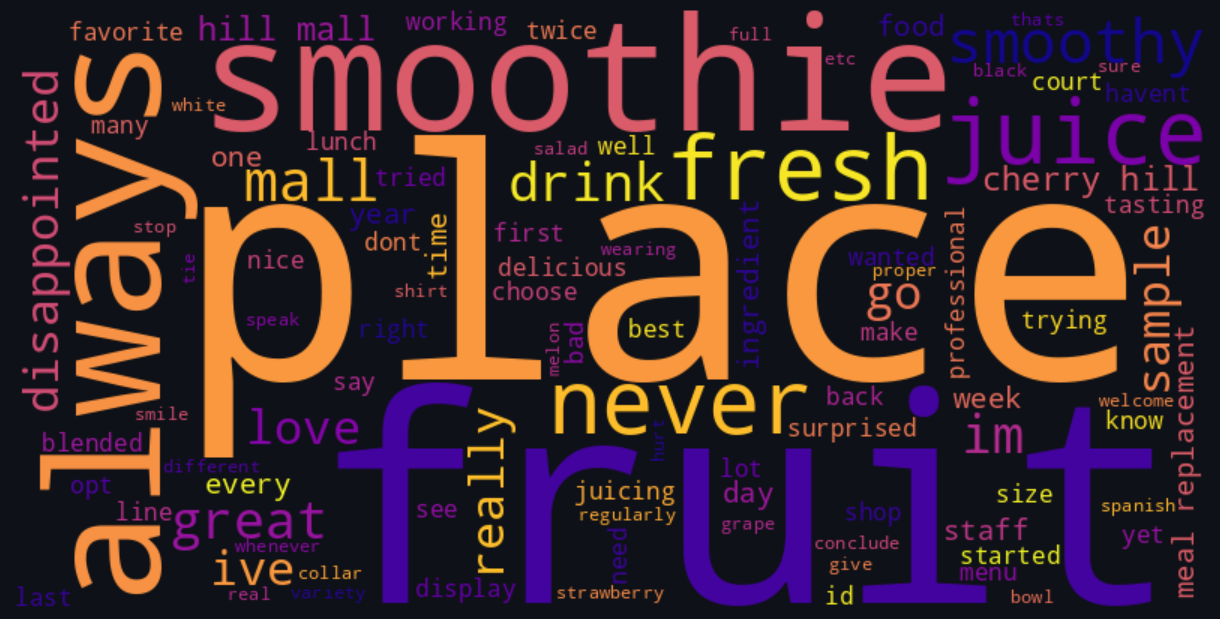 favorite
hill mall
working
twice
full
food
thats
smoothie
smoothy
etc
black
sure
court
havent
disappointed
always
white
many
juice
one
lunch
mall
tried
salad
well
drink
fresh
cherry hill
tasting
place
stop
tie
nice
year
dont
time
first
wearing
delicious
choose
shirt
speak
right
say
melon
bad
best
ingredient
wanted
proper
go
make
professional
trying
sample
meal replacement
never
back
surprised
week
im
welcome
know
smile
blended
love
different
opt
every
really
fruit
hurt
line
great
see
juicing
regularly
lot
day
grape
shop
size
spanish
staff
yet
whenever
ive
collar
need
conclude
give
started
menu
last
real
variety
display
strawberry
id
bowl